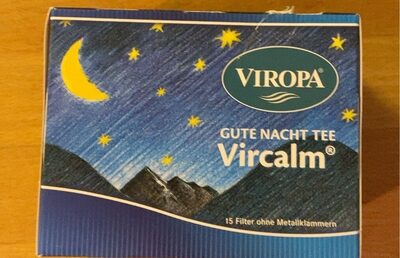 VIROPA®
GUTE NACHT TEE
Vircalm®
15 Filter ohne Metallklammern